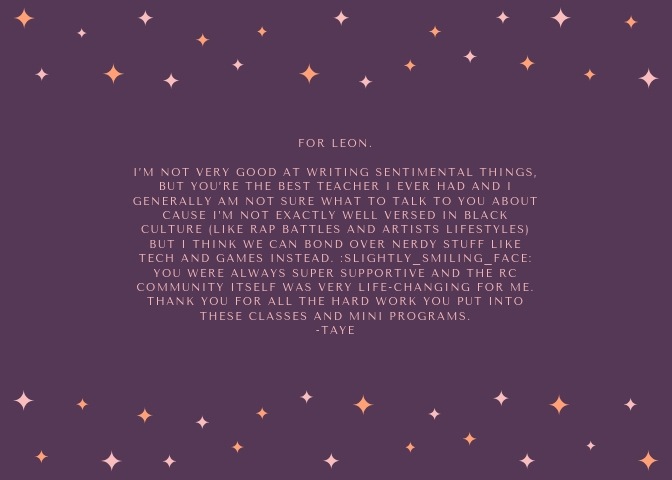 FOR LEON.
I'M NOT VERY GOOD AT WRITING SENTIMENTAL THINGS,
BUT YOU'RE THE BEST TEACHER I EVER HAD AND I
GENERALLY AM NOT SURE WHAT TO TALK TO YOU ABOUT
CAUSE I'M NOT EXACTLY WELL VERSED IN BLACK
CULTURE (LIKE RAP BATTLES AND ARTISTS LIFESTYLES)
BUT I THINK WE CAN BOND OVER NERDY STUFF LIKE
TECH AND GAMES INSTEAD. :SLIGHTLY_SMILING_FACE:
YOU WERE ALWAYS SUPER SUPPORTIVE AND THE RC
COMMUNITY ITSELF WAS VERY LIFE-CHANGING FOR ME.
THANK YOU FOR ALL THE HARD WORK YOU PUT INTO
THESE CLASSES AND MINI PROGRAMS.
-TAYE